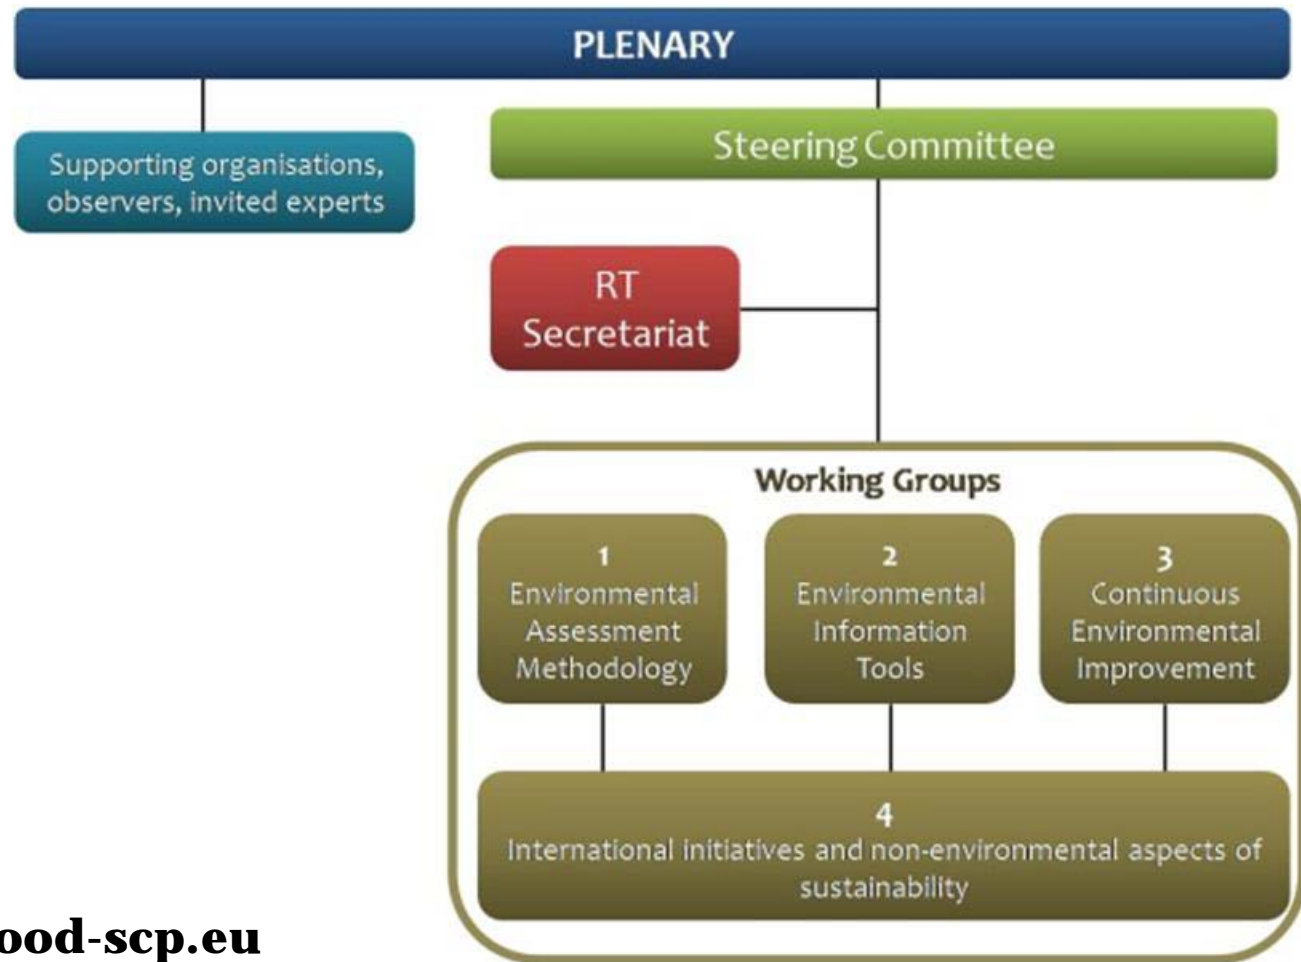 PLENARY
Supporting organisations,
observers, invited experts
Steering Committee
RT
Secretariat
Working Groups
1
Environmental
Assessment
Methodology
2
Environmental
Information
Tools
3
Continuous
Environmental
Improvement
4
International initiatives and non-environmental aspects of
sustainability
ood-scp.eu